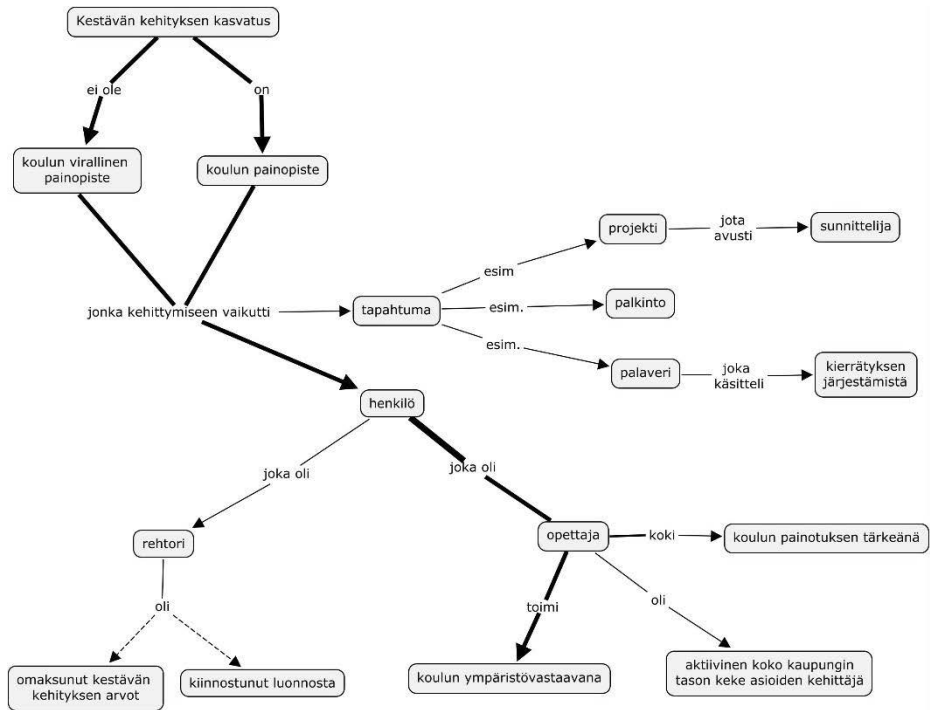 Kestävän kehityksen kasvatus
ei ole
on
koulun virallinen
painopiste
koulun painopiste
projekti
jota
avusti
sunnittelija
esim
jonka kehittymiseen vaikutti
tapahtuma
esim.
palkinto
esim.
palaveri
joka
käsitteli
kierrätyksen
järjestämistä
henkilö
joka oli
joka oli
rehtori
opettaja
koki
koulun painotuksen tärkeänä
oli
toimi
oli
omaksunut kestävän
kehityksen arvot
kiinnostunut luonnosta
koulun ympäristövastaavana
aktiivinen koko kaupungin
tason keke asioiden kehittäjä